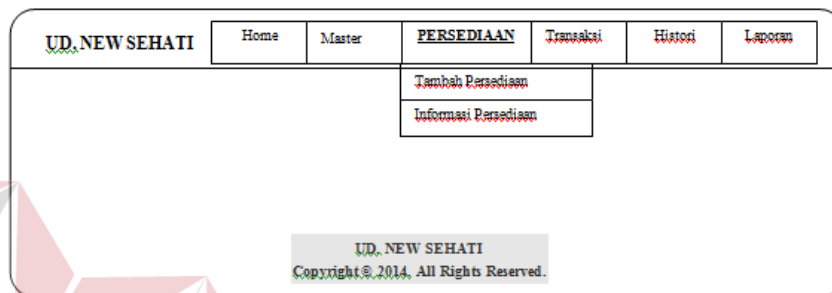 UD. NEW SEHATI Home Master PERSEDIAAN Transaksi Histori Laporan
Tambah Persediaan
Informasi Persediaan
UD. NEW SEHATI
Copyright © 2014. All Rights Reserved.